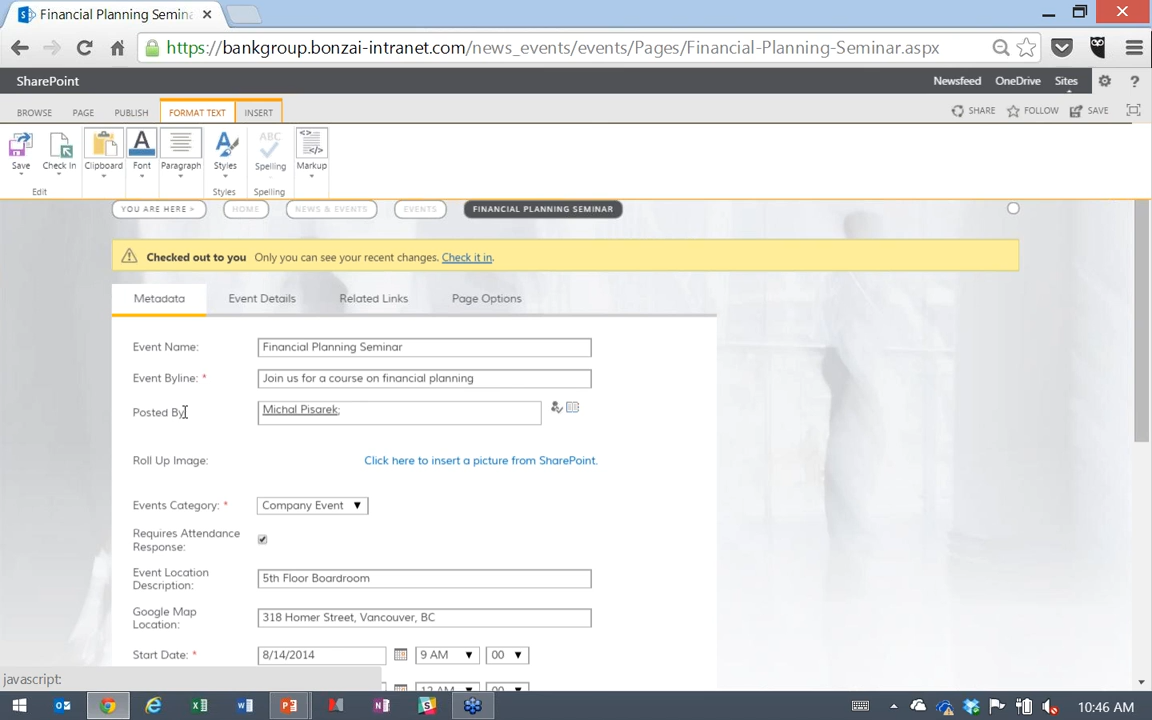 Financial Planning Semina
https://bankgroup.bonzai-intranet.com/news_events/events/Pages/Financial-Planning-Seminar.aspx
SharePoint
Newsfeed OneDrive Sites
BROWSE PAGE PUBLISH FORMAT TEXT INSERT
SHARE FOLLOW SAVE
Save Check In Clipboard Font Paragraph Styles Spelling Markup
Edit Styles Spelling
YOU ARE HERE > HOME NEWS & EVENTS EVENTS FINANCIAL PLANNING SEMINAR
Checked out to you Only you can see your recent changes. Check it in.
Metadata Event Details Related Links Page Options
Event Name: Financial Planning Seminar
Event Byline: * Join us for a course on financial planning
Posted By: Michal Pisarek;
Roll Up Image: Click here to insert a picture from SharePoint.
Events Category: * Company Event
Requires Attendance
Response:
Event Location
Description: 5th Floor Boardroom
Google Map
Location: 318 Homer Street, Vancouver, BC
Start Date: * 8/14/2014 9 AM 00
javascript:
10:46 AM